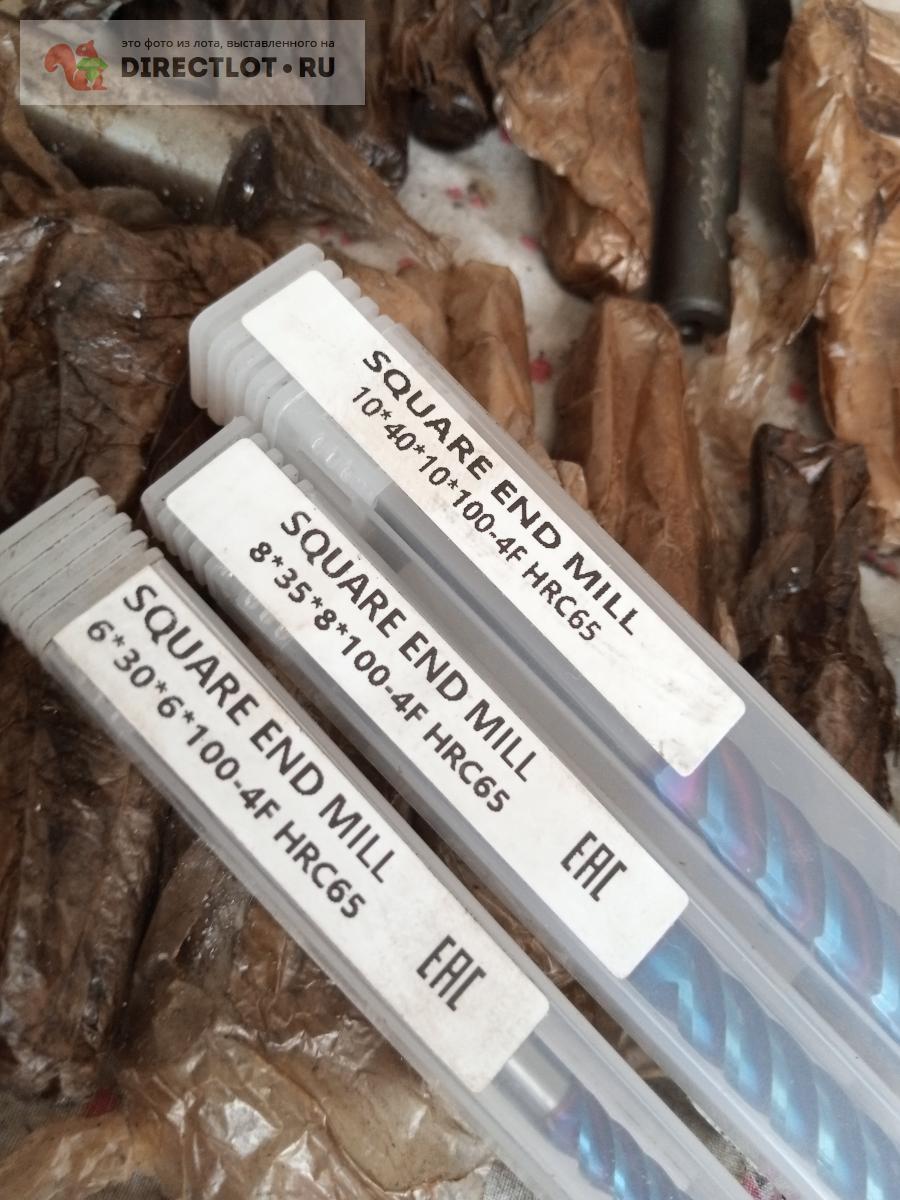 это фото из лота, выставленного на
DIRECTLOT•RU
SQUARE END MILL
10*40*10*100-4F HRC65
SQUARE END MILL
8*35*8*100-4F HRC65
EAC
SQUARE END MILL
6*30*6*100-4F HRC65
EAC